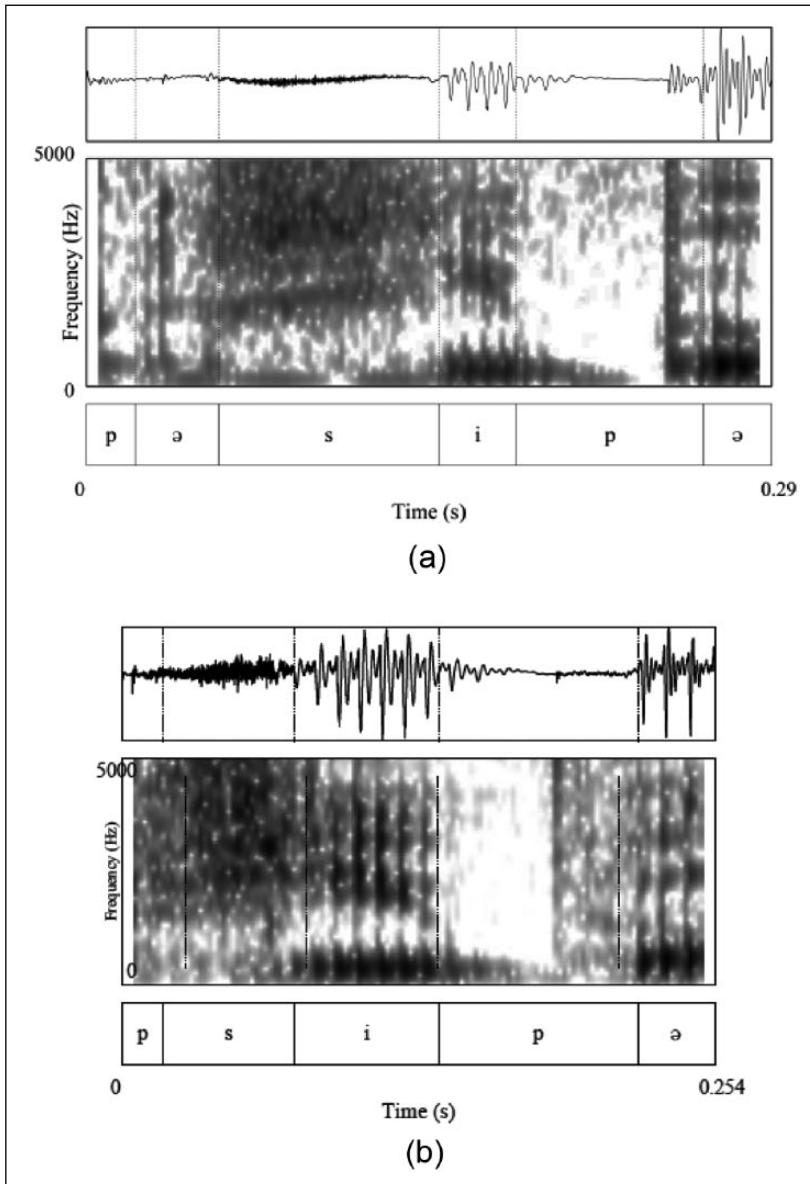 5000
Frequency (Hz)
0
d ə s i d ə
0 0.29
Time (s)
(a)
5000
Frequency (Hz)
0
d s i d ə
0 0.254
Time (s)
(b)